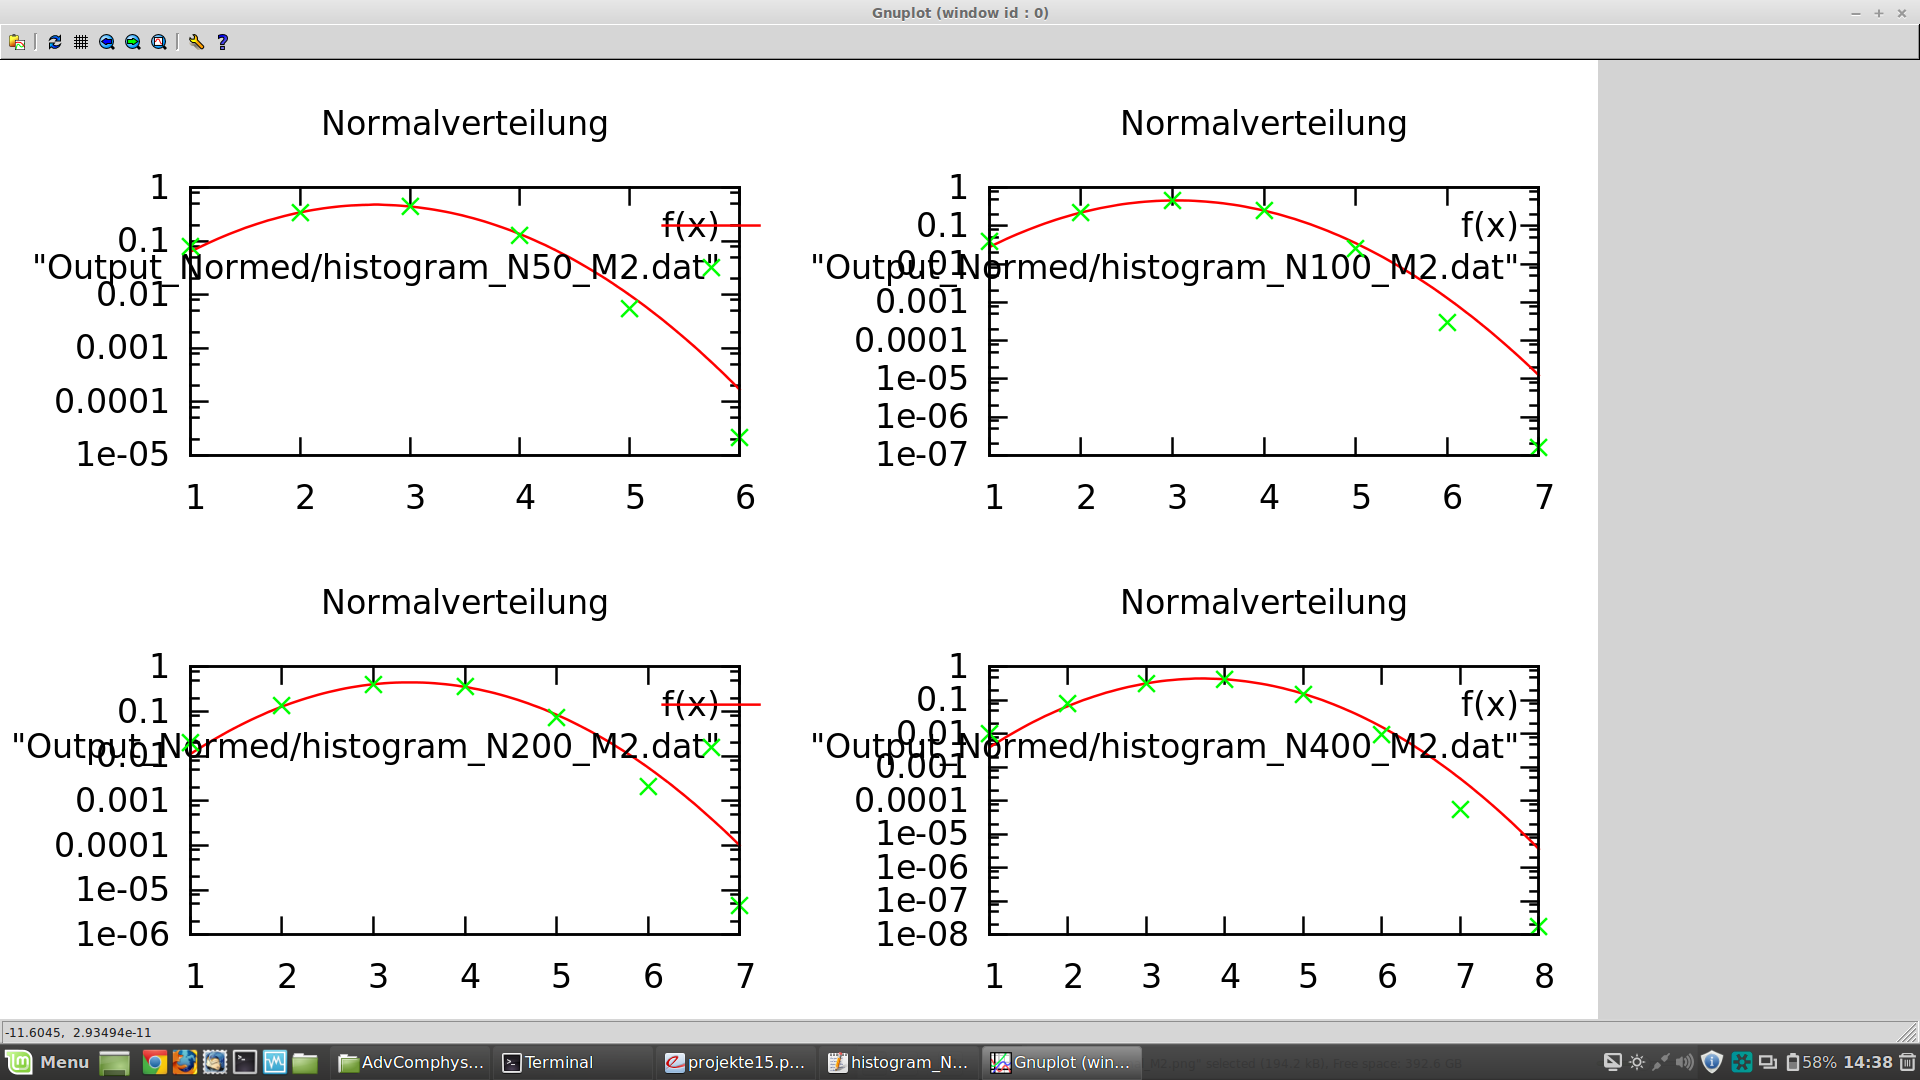 Gnuplot (window id : 0)
Normalverteilung
1
0.1
0.01
0.001
0.0001
1e-05
1 2 3 4 5 6
f(x)
"Output_Normed/histogram_N50_M2.dat"
Normalverteilung
1
0.1
0.01
0.001
0.0001
1e-05
1e-06
1e-07
1 2 3 4 5 6 7
f(x)
"Output_Normed/histogram_N100_M2.dat"
Normalverteilung
1
0.1
0.01
0.001
0.0001
1e-05
1e-06
1 2 3 4 5 6 7
f(x)
"Output_Normed/histogram_N200_M2.dat"
Normalverteilung
1
0.1
0.01
0.001
0.0001
1e-05
1e-06
1e-07
1e-08
1 2 3 4 5 6 7 8
f(x)
"Output_Normed/histogram_N400_M2.dat"
-11.6045, 2.93494e-11
Menu AdvComphys... Terminal projekte15.p... histogram_N... Gnuplot (win... 58% 14:38